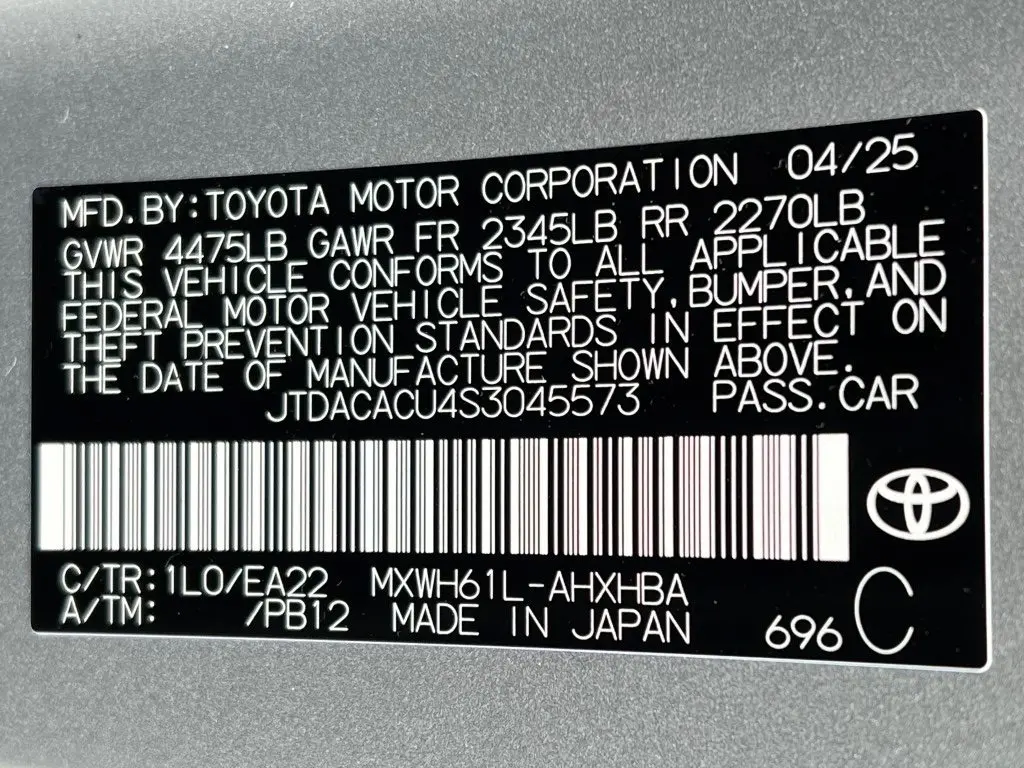 MFD.BY:TOYOTA MOTOR CORPORATION 04/25
GVWR 4475LB GAWR FR 2345LB RR 2270LB
THIS VEHICLE CONFORMS TO ALL APPLICABLE
FEDERAL MOTOR VEHICLE SAFETY,BUMPER,AND
THEFT PREVENTION STANDARDS IN EFFECT ON
THE DATE OF MANUFACTURE SHOWN ABOVE.
JTDACACU4S3045573 PASS.CAR
C/TR:1L0/EA22 MXWH61L-AHXHBA
A/TM: /PB12 MADE IN JAPAN 696 C